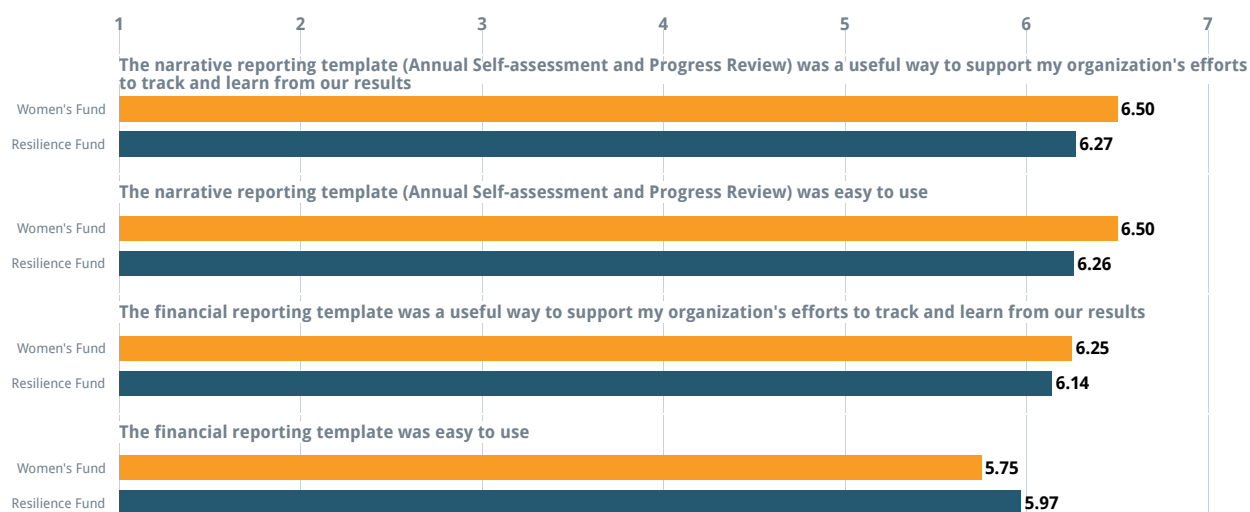 1 2 3 4 5 6 7
The narrative reporting template (Annual Self-assessment and Progress Review) was a useful way to support my organization's efforts
to track and learn from our results
Women's Fund 6.50
Resilience Fund 6.27
The narrative reporting template (Annual Self-assessment and Progress Review) was easy to use
Women's Fund 6.50
Resilience Fund 6.26
The financial reporting template was a useful way to support my organization's efforts to track and learn from our results
Women's Fund 6.25
Resilience Fund 6.14
The financial reporting template was easy to use
Women's Fund 5.75
Resilience Fund 5.97